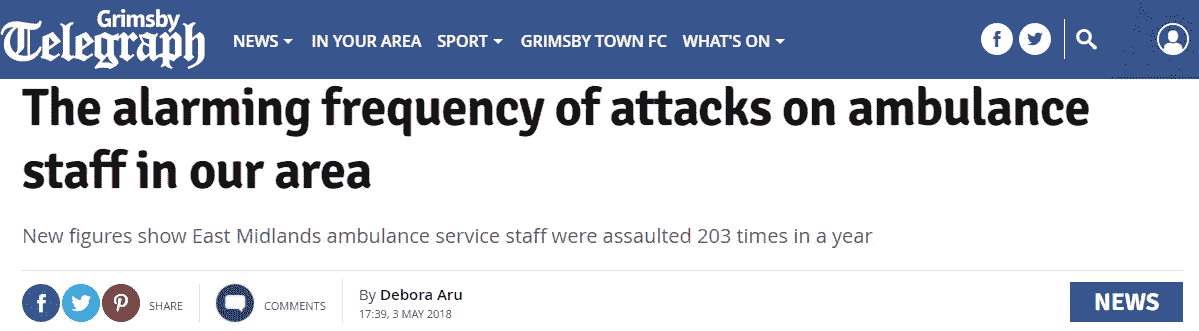 Grimsby
Telegraph
NEWS IN YOUR AREA SPORT GRIMSBY TOWN FC WHAT'S ON
The alarming frequency of attacks on ambulance
staff in our area
New figures show East Midlands ambulance service staff were assaulted 203 times in a year
SHARE COMMENTS By Debora Aru
17:39, 3 MAY 2018
NEWS